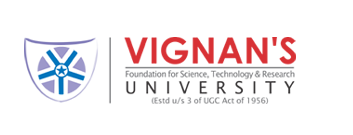 VIGNAN'S
Foundation for Science, Technology & Research
UNIVERSITY
(Estd u/s 3 of UGC Act of 1956)